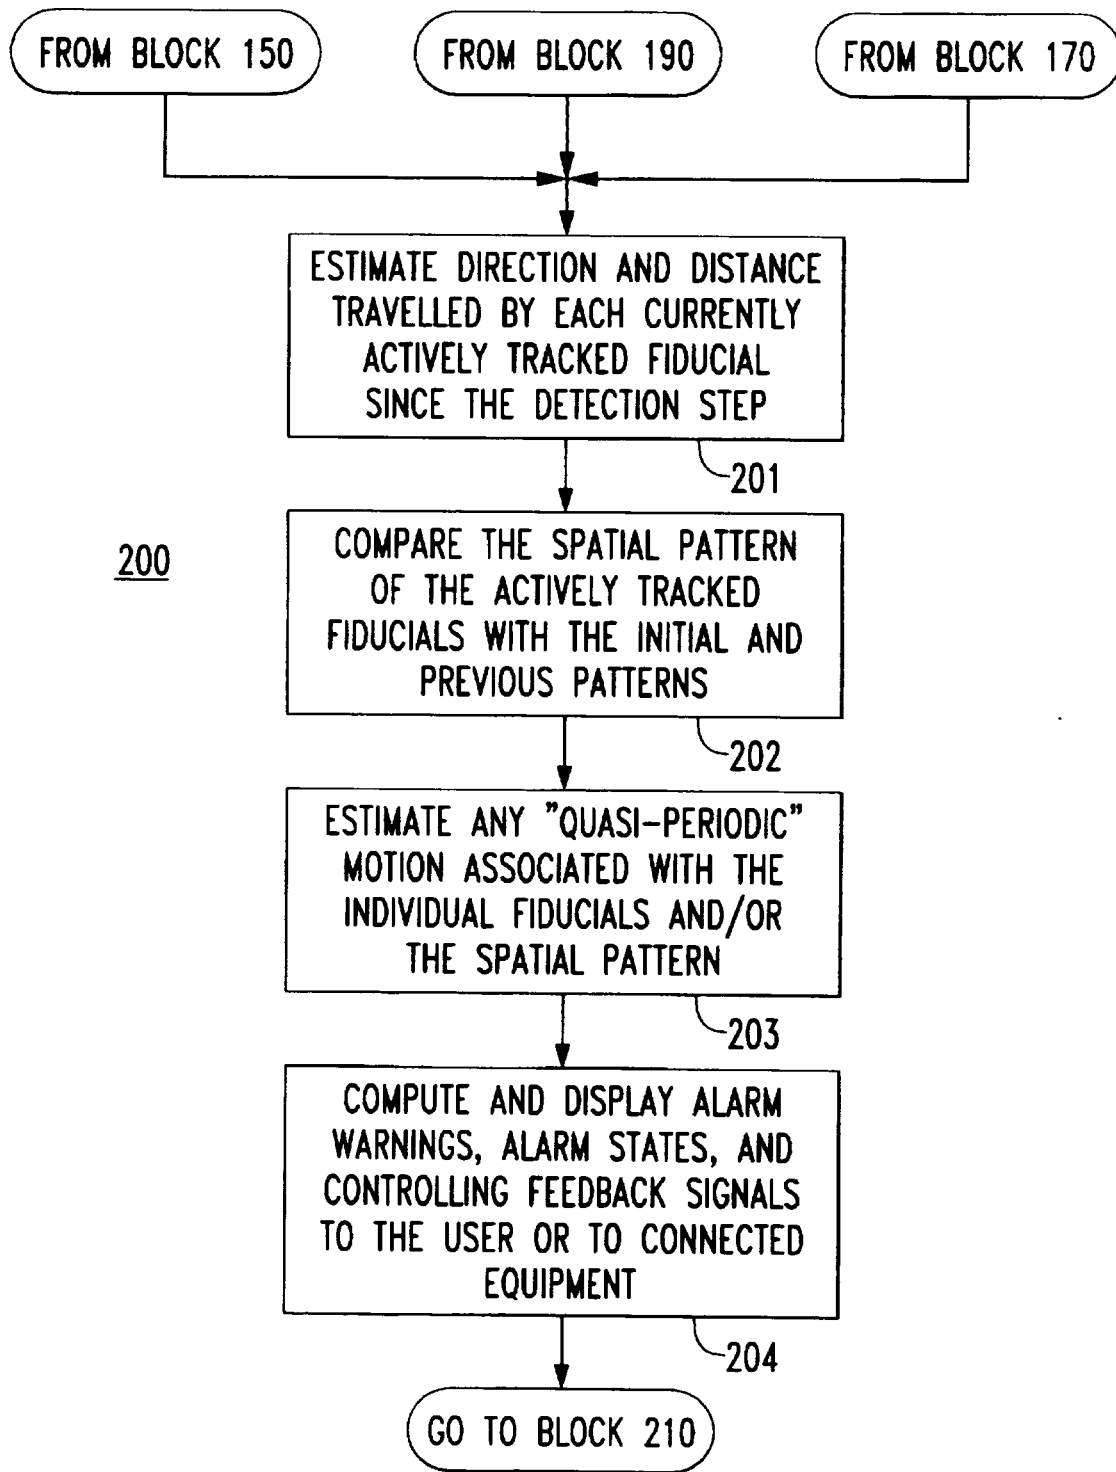 FROM BLOCK 150
FROM BLOCK 190
FROM BLOCK 170
ESTIMATE DIRECTION AND DISTANCE
TRAVELLED BY EACH CURRENTLY
ACTIVELY TRACKED FIDUCIAL
SINCE THE DETECTION STEP
201
200
COMPARE THE SPATIAL PATTERN
OF THE ACTIVELY TRACKED
FIDUCIALS WITH THE INITIAL AND
PREVIOUS PATTERNS
202
ESTIMATE ANY "QUASI-PERIODIC"
MOTION ASSOCIATED WITH THE
INDIVIDUAL FIDUCIALS AND/OR
THE SPATIAL PATTERN
203
COMPUTE AND DISPLAY ALARM
WARNINGS, ALARM STATES, AND
CONTROLLING FEEDBACK SIGNALS
TO THE USER OR TO CONNECTED
EQUIPMENT
204
GO TO BLOCK 210